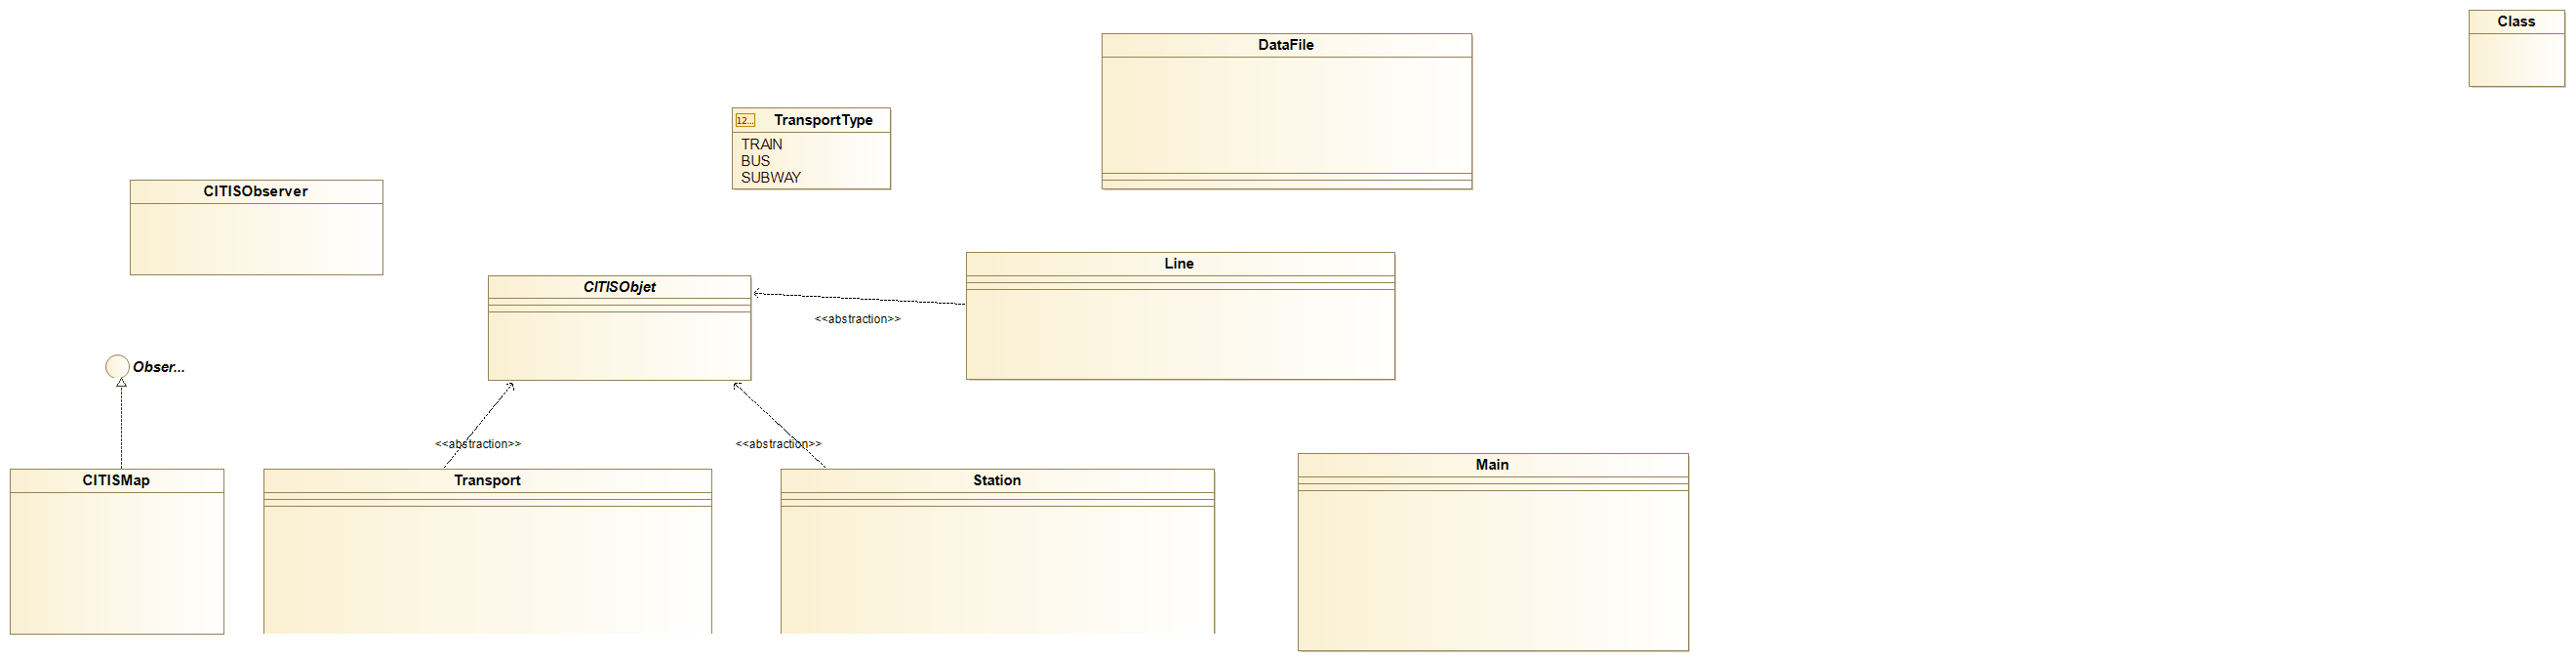 Class
DataFile
12... TransportType
TRAIN
BUS
SUBWAY
CITISObserver
Line
CITISObjet
<<abstraction>>
Obser...
<<abstraction>>
<<abstraction>>
Main
CITISMap
Transport
Station